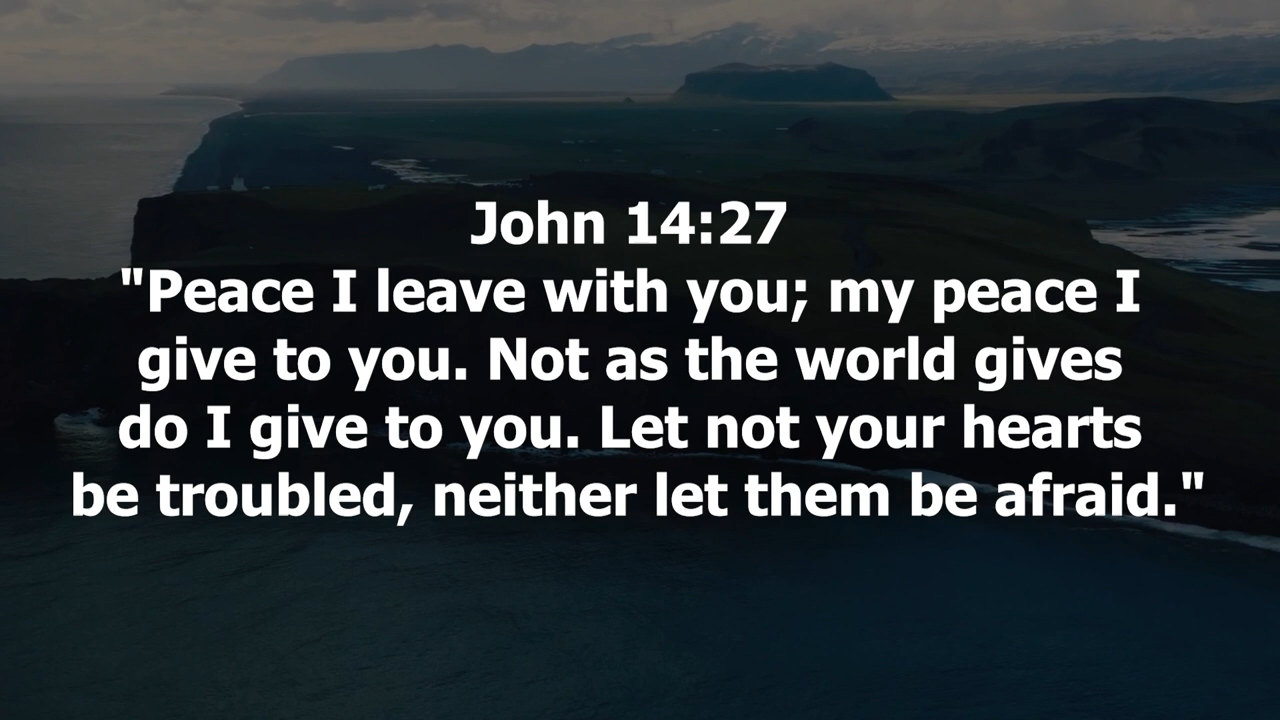 John 14:27
"Peace I leave with you; my peace I
give to you. Not as the world gives
do I give to you. Let not your hearts
be troubled, neither let them be afraid."